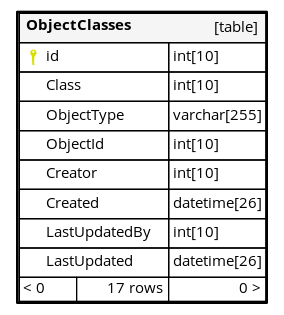 ObjectClasses [table]
id int[10]
Class int[10]
ObjectType varchar[255]
ObjectId int[10]
Creator int[10]
Created datetime[26]
LastUpdatedBy int[10]
LastUpdated datetime[26]
< 0 17 rows 0 >